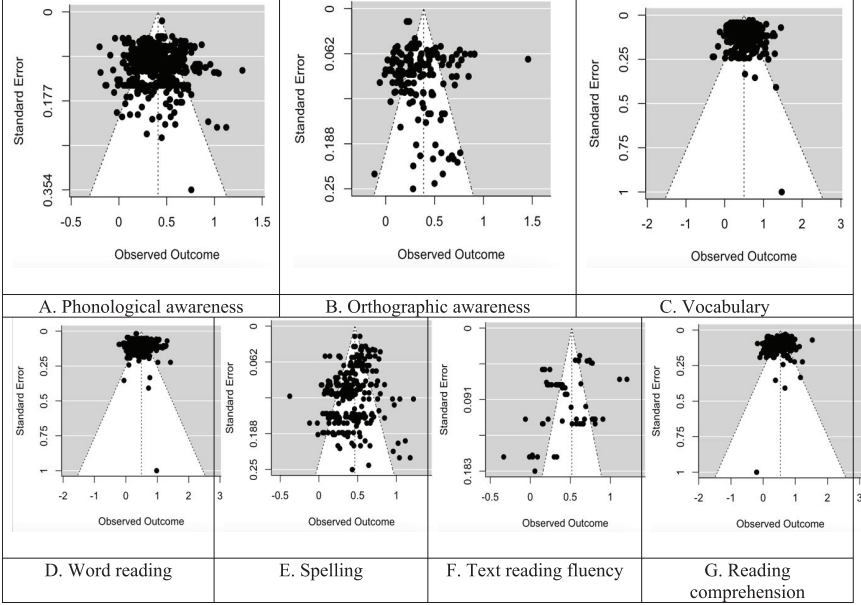 Standard Error
0
0.177
0.354
-0.5
0
0.5
1
1.5
Observed Outcome
A. Phonological awareness
Standard Error
0
0.062
0.188
0.25
0
0.5
1
1.5
Observed Outcome
B. Orthographic awareness
Standard Error
0
0.25
0.5
0.75
1
-2
-1
0
1
2
3
Observed Outcome
C. Vocabulary
Standard Error
0
0.25
0.5
0.75
1
-2
-1
0
1
2
3
Observed Outcome
D. Word reading
Standard Error
0
0.062
0.188
0.25
-0.5
0
0.5
1
Observed Outcome
E. Spelling
Standard Error
0
0.091
0.183
-0.5
0
0.5
1
Observed Outcome
F. Text reading fluency
Standard Error
0
0.25
0.5
0.75
1
-2
-1
0
1
2
3
Observed Outcome
G. Reading
comprehension